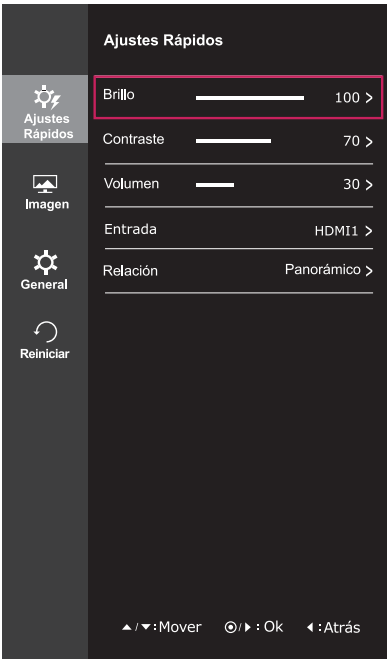 Ajustes Rápidos
Ajustes
Rápidos
Imagen
General
Reiniciar
Brillo 100 >
Contraste 70 >
Volumen 30 >
Entrada HDMI1 >
Relación Panorámico >
▲/▼:Mover ⦿/▶:Ok ◀:Atrás